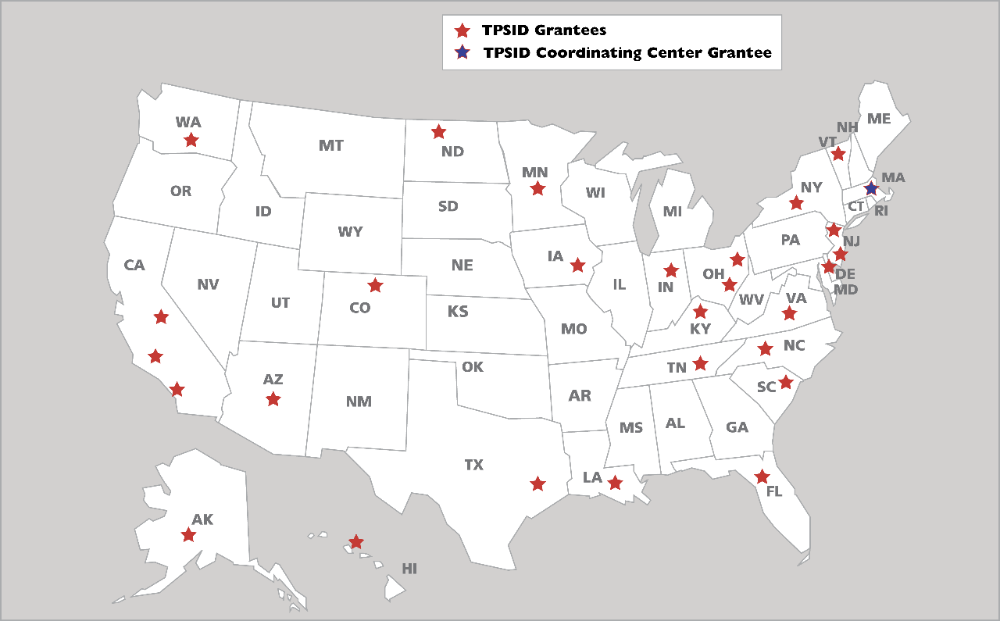 TPSID Grantees
TPSID Coordinating Center Grantee
ME
NH
WA
VT
MT
ND
MN
MA
OR
WI
NY
SD
CT
RI
ID
MI
WY
PA
NJ
IA
CA
NE
OH
DE
NV
IL
IN
MD
UT
CO
WV
VA
KS
MO
KY
NC
OK
TN
AZ
SC
AR
NM
MS
AL
GA
TX
LA
FL
AK
HI